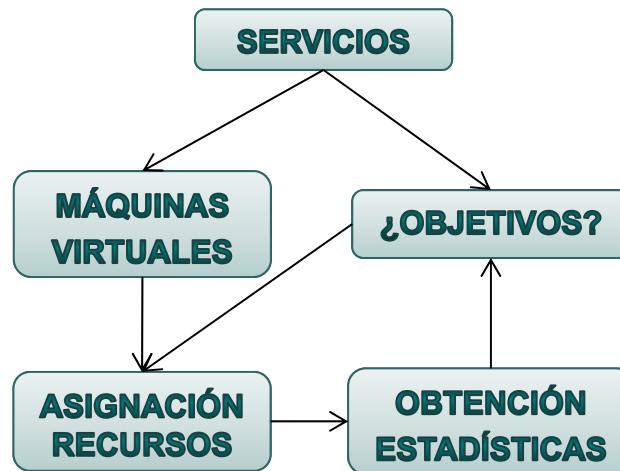 SERVICIOS
MÁQUINAS
VIRTUALES
¿OBJETIVOS?
ASIGNACIÓN
RECURSOS
OBTENCIÓN
ESTADÍSTICAS